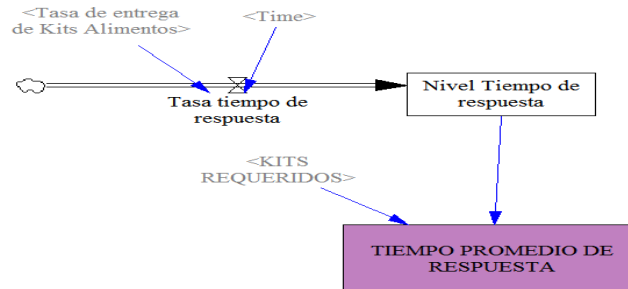 <Tasa de entrega
de Kits Alimentos>
<Time>
Tasa tiempo de
respuesta
Nivel Tiempo de
respuesta
<KITS
REQUERIDOS>
TIEMPO PROMEDIO DE
RESPUESTA